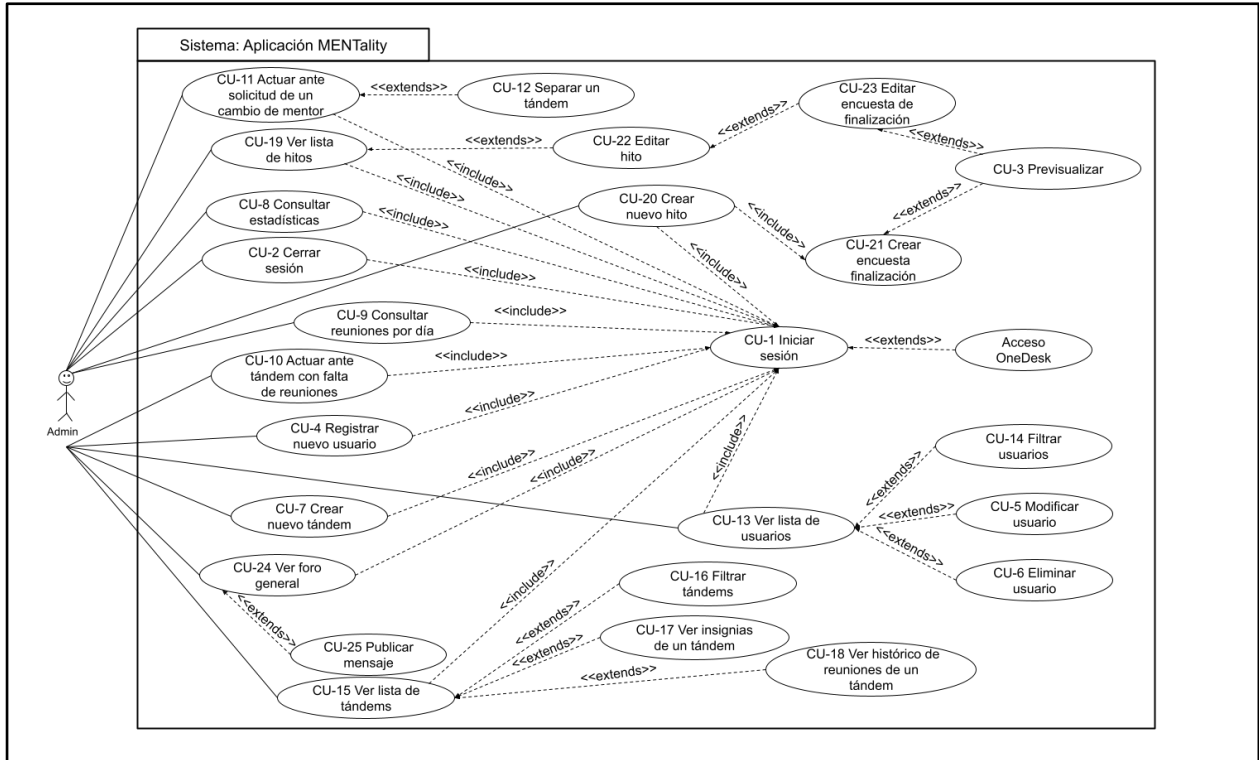 Sistema: Aplicación MENTality
CU-11 Actuar ante
solicitud de un
cambio de mentor
<<extends>>
CU-12 Separar un
tándem
CU-23 Editar
encuesta de
finalización
<<extends>>
CU-19 Ver lista
de hitos
<<extends>>
CU-22 Editar
hito
<<extends>>
CU-3 Previsualizar
<<include>>
<<include>>
CU-8 Consultar
estadísticas
<<include>>
CU-20 Crear
nuevo hito
<<include>>
<<extends>>
CU-21 Crear
encuesta
finalización
CU-2 Cerrar
sesión
<<include>>
<<include>>
CU-9 Consultar
reuniones por día
<<include>>
CU-1 Iniciar
sesión
<<extends>>
Acceso
OneDesk
CU-10 Actuar ante
tándem con falta
de reuniones
<<include>>
Admin
CU-4 Registrar
nuevo usuario
<<include>>
<<include>>
CU-14 Filtrar
usuarios
<<extends>>
<<include>>
<<include>>
CU-7 Crear
nuevo tándem
CU-13 Ver lista de
usuarios
<<extends>>
CU-5 Modificar
usuario
<<extends>>
CU-6 Eliminar
usuario
CU-24 Ver foro
general
<<include>>
CU-16 Filtrar
tándems
<<extends>>
<<extends>>
CU-25 Publicar
mensaje
<<extends>>
CU-17 Ver insignias
de un tándem
CU-15 Ver lista de
tándems
<<extends>>
CU-18 Ver histórico de
reuniones de un
tándem